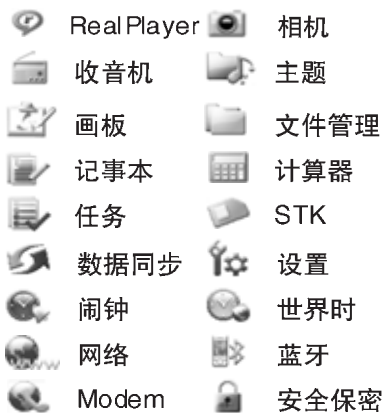 RealPlayer 相机
收音机 主题
画板 文件管理
记事本 计算器
任务 STK
数据同步 设置
闹钟 世界时
网络 蓝牙
Modem 安全保密